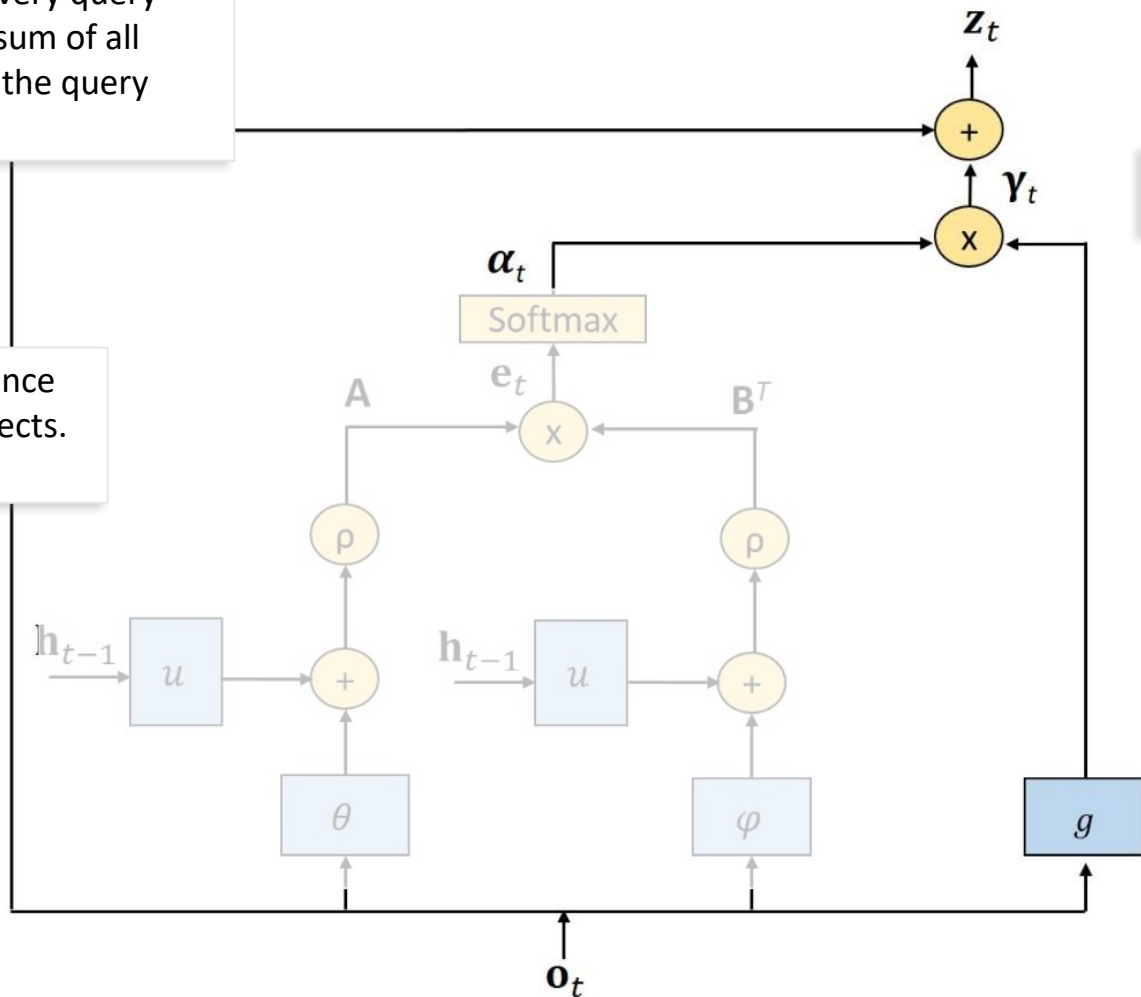 very query
sum of all
the query
z_t
+
γ_t
x
α_t
Softmax
e_t
A
B^T
x
nce
ects.
ρ
ρ
h_{t−1}
u
+
h_{t−1}
u
+
θ
φ
g
o_t